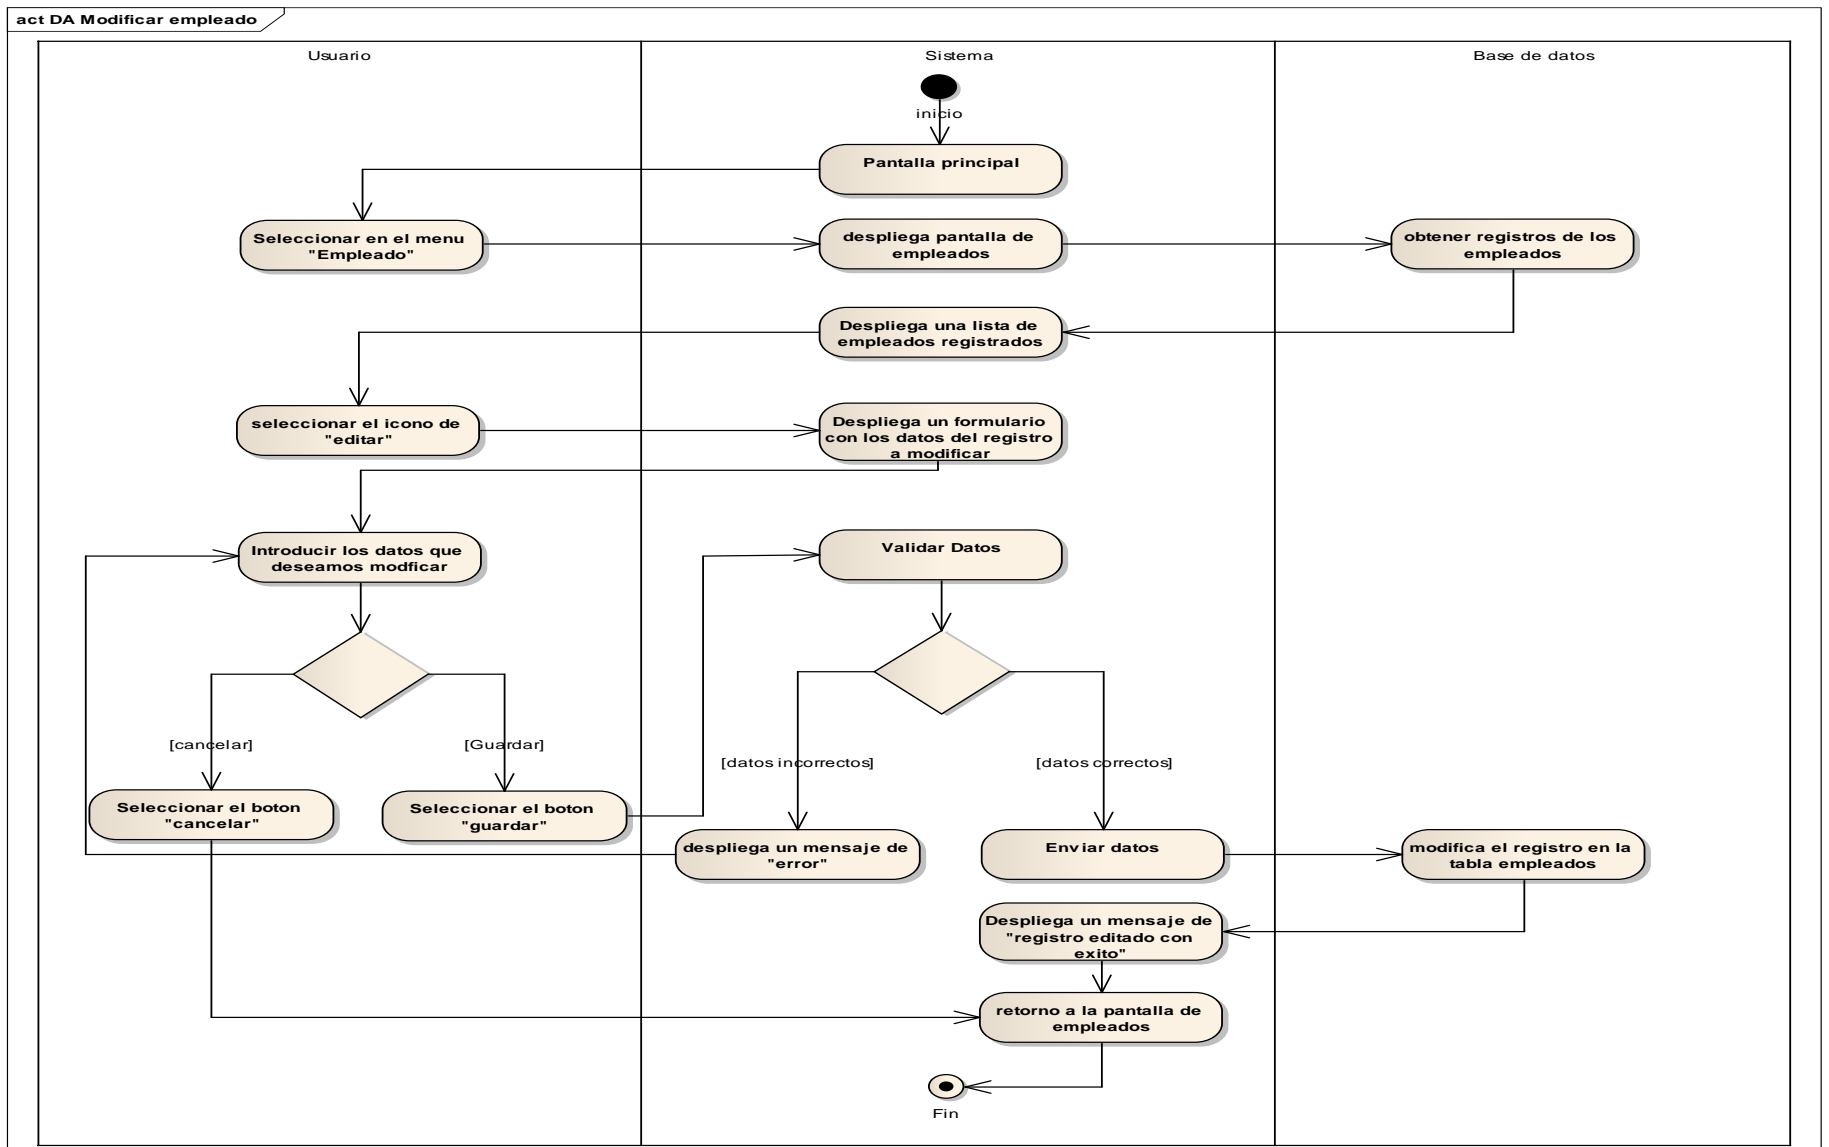 act DA Modificar empleado
Usuario
Sistema
Base de datos
inicio
Pantalla principal
Seleccionar en el menu
"Empleado"
despliega pantalla de
empleados
obtener registros de los
empleados
Despliega una lista de
empleados registrados
seleccionar el icono de
"editar"
Despliega un formulario
con los datos del registro
a modificar
Introducir los datos que
deseamos modficar
Validar Datos
[cancelar]
[Guardar]
[datos incorrectos]
[datos correctos]
Seleccionar el boton
"cancelar"
Seleccionar el boton
"guardar"
despliega un mensaje de
"error"
Enviar datos
modifica el registro en la
tabla empleados
Despliega un mensaje de
"registro editado con
exito"
retorno a la pantalla de
empleados
Fin